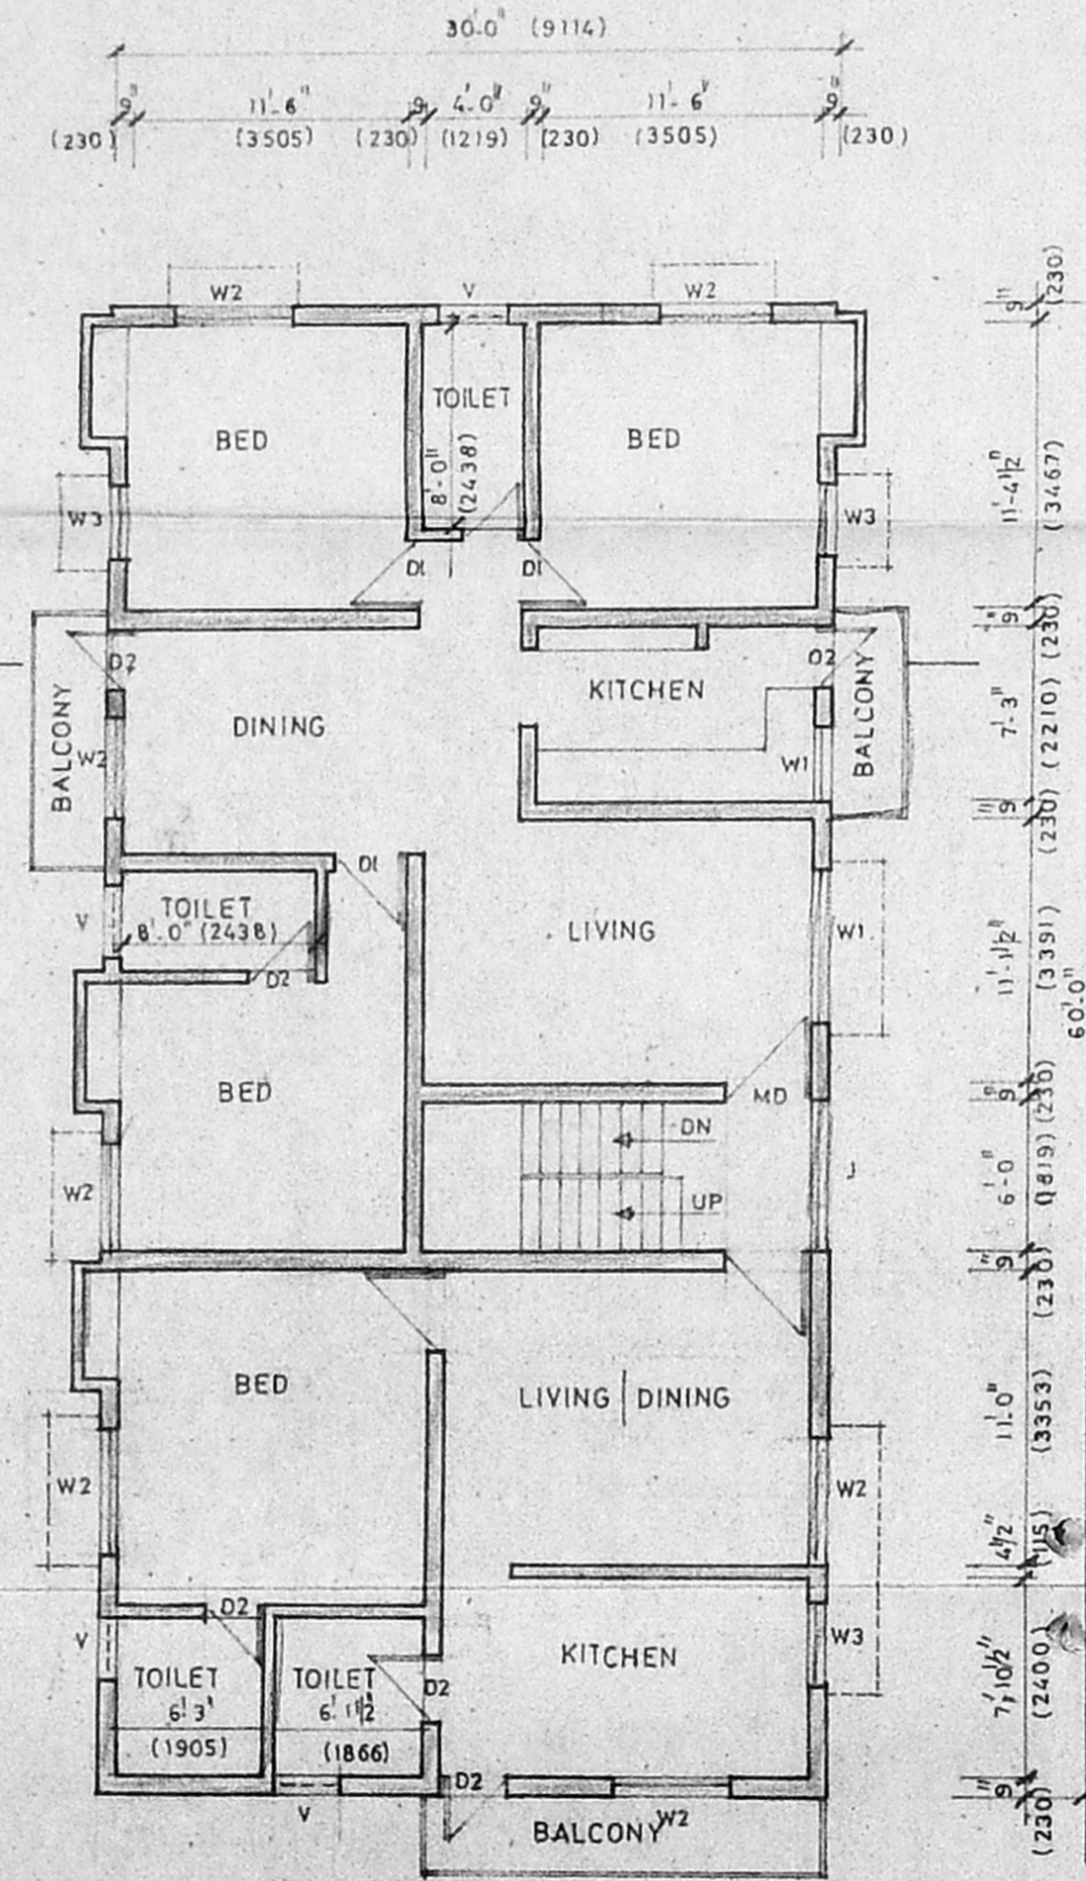 30'-0" (9114)
9" 11'-6" 9" 4'-0" 9" 11'-6" 9"
(230) (3505) (230) (1219) (230) (3505) (230)
W2 V W2
TOILET
8'-0"
(2438)
BED
BED
W3
W3
D1 D1
9" (230)
11'-4½" (3467)
9" (230)
7'-3" (2210)
9" (230)
11'-1½" (3391)
9" (230)
6'-0" (1819)
9" (230)
11'-0" (3353)
4½" (115)
7'-10½" (2400)
9" (230)
60'-0"
D2
BALCONY
W2
DINING
KITCHEN
D2
W1
BALCONY
D1
V
TOILET
8'-0" (2438)
D2
LIVING
W1
BED
MD
DN
UP
J
W2
BED
LIVING | DINING
W2
W2
D2
V
TOILET
6'-3"
(1905)
TOILET
6'-1½"
(1866)
D2
KITCHEN
W3
V
D2
W2
BALCONY